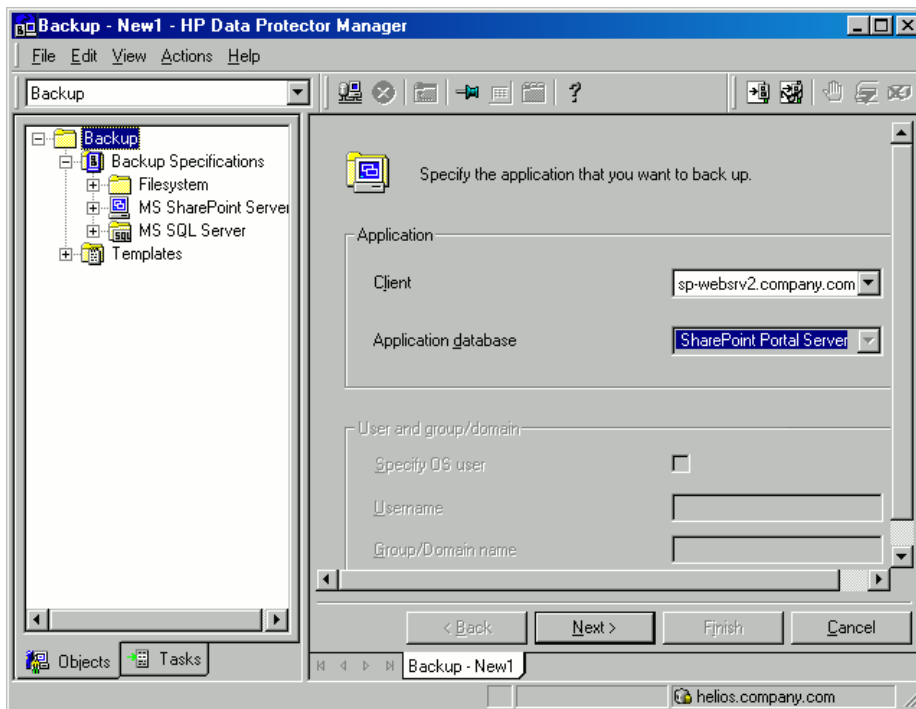 Backup - New1 - HP Data Protector Manager
File Edit View Actions Help
Backup
Backup
Backup Specifications
Filesystem
MS SharePoint Server
MS SQL Server
Templates
Specify the application that you want to back up.
Application
Client
sp-websrv2.company.com
Application database
SharePoint Portal Server
User and group/domain
Specify OS user
Username
Group/Domain name
< Back Next > Finish Cancel
Objects Tasks
Backup - New1
helios.company.com